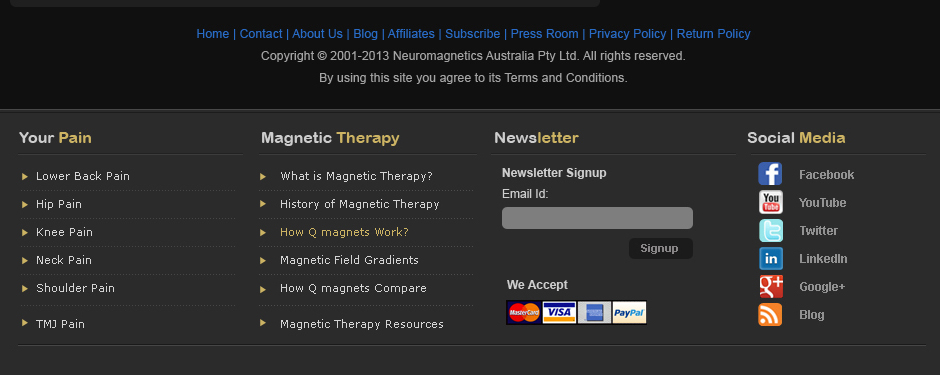 Home | Contact | About Us | Blog | Affiliates | Subscribe | Press Room | Privacy Policy | Return Policy
Copyright © 2001-2013 Neuromagnetics Australia Pty Ltd. All rights reserved.
By using this site you agree to its Terms and Conditions.
Your Pain
Lower Back Pain
Hip Pain
Knee Pain
Neck Pain
Shoulder Pain
TMJ Pain
Magnetic Therapy
What is Magnetic Therapy?
History of Magnetic Therapy
How Q magnets Work?
Magnetic Field Gradients
How Q magnets Compare
Magnetic Therapy Resources
Newsletter
Newsletter Signup
Email Id:
Signup
We Accept
MasterCard VISA PayPal
Social Media
f Facebook
You Tube YouTube
t Twitter
in LinkedIn
g+ Google+
Blog